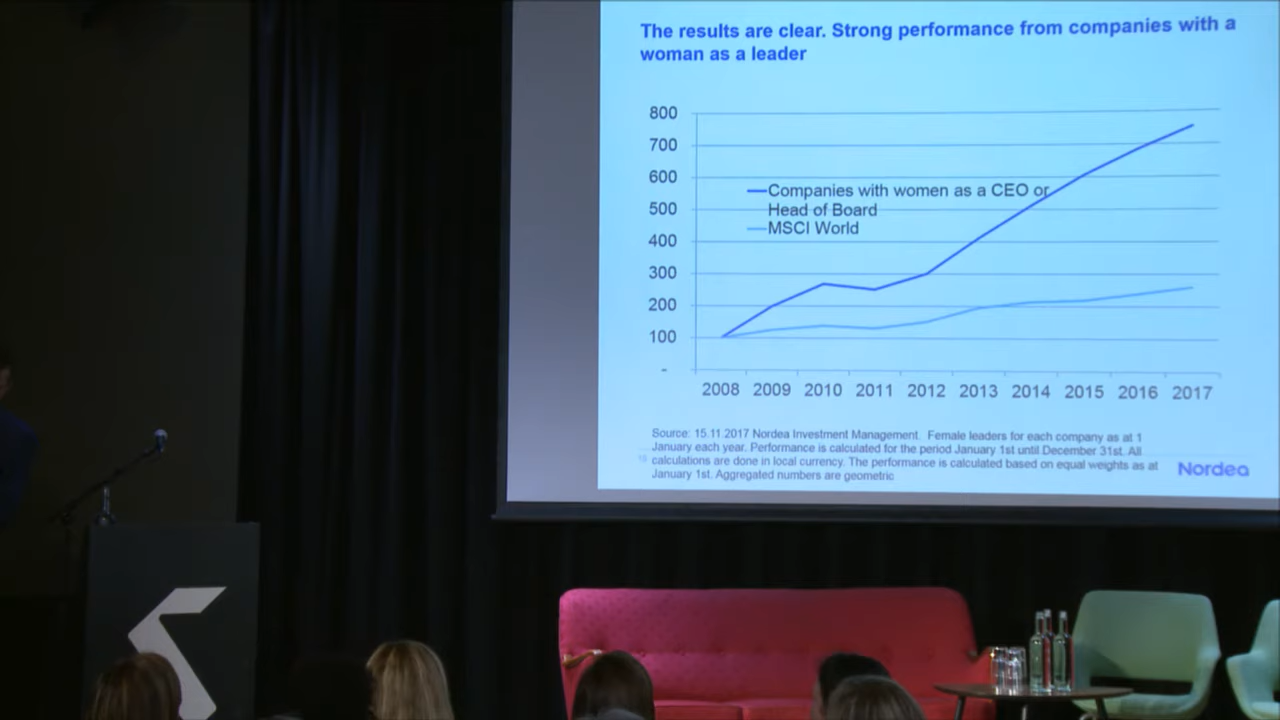 The results are clear. Strong performance from companies with a
woman as a leader
800
700
600
500
400
300
200
100
-
Companies with women as a CEO or
Head of Board
MSCI World
2008 2009 2010 2011 2012 2013 2014 2015 2016 2017
Source: 15.11.2017 Nordea Investment Management. Female leaders for each company as at 1
January each year. Performance is calculated for the period January 1st until December 31st. All
calculations are done in local currency. The performance is calculated based on equal weights as at
January 1st. Aggregated numbers are geometric
Nordea